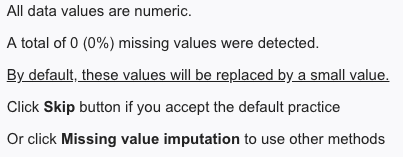 All data values are numeric.
A total of 0 (0%) missing values were detected.
By default, these values will be replaced by a small value.
Click Skip button if you accept the default practice
Or click Missing value imputation to use other methods